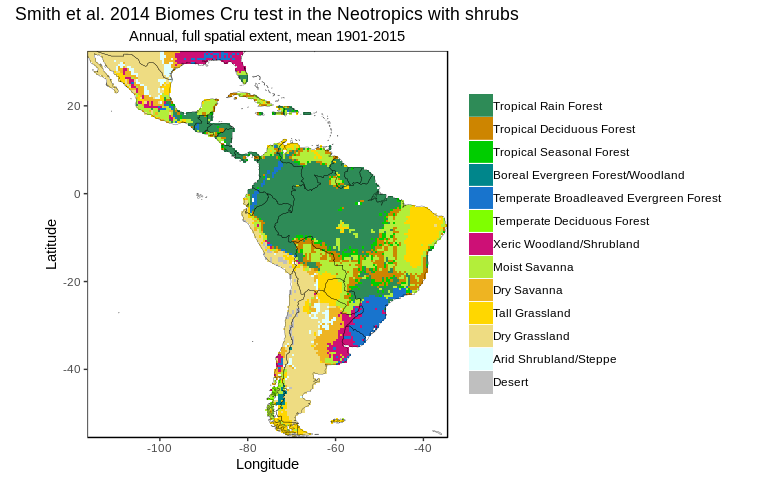 Smith et al. 2014 Biomes Cru test in the Neotropics with shrubs
Annual, full spatial extent, mean 1901-2015
Latitude
20
0
-20
-40
-100
-80
-60
-40
Longitude
Tropical Rain Forest
Tropical Deciduous Forest
Tropical Seasonal Forest
Boreal Evergreen Forest/Woodland
Temperate Broadleaved Evergreen Forest
Temperate Deciduous Forest
Xeric Woodland/Shrubland
Moist Savanna
Dry Savanna
Tall Grassland
Dry Grassland
Arid Shrubland/Steppe
Desert